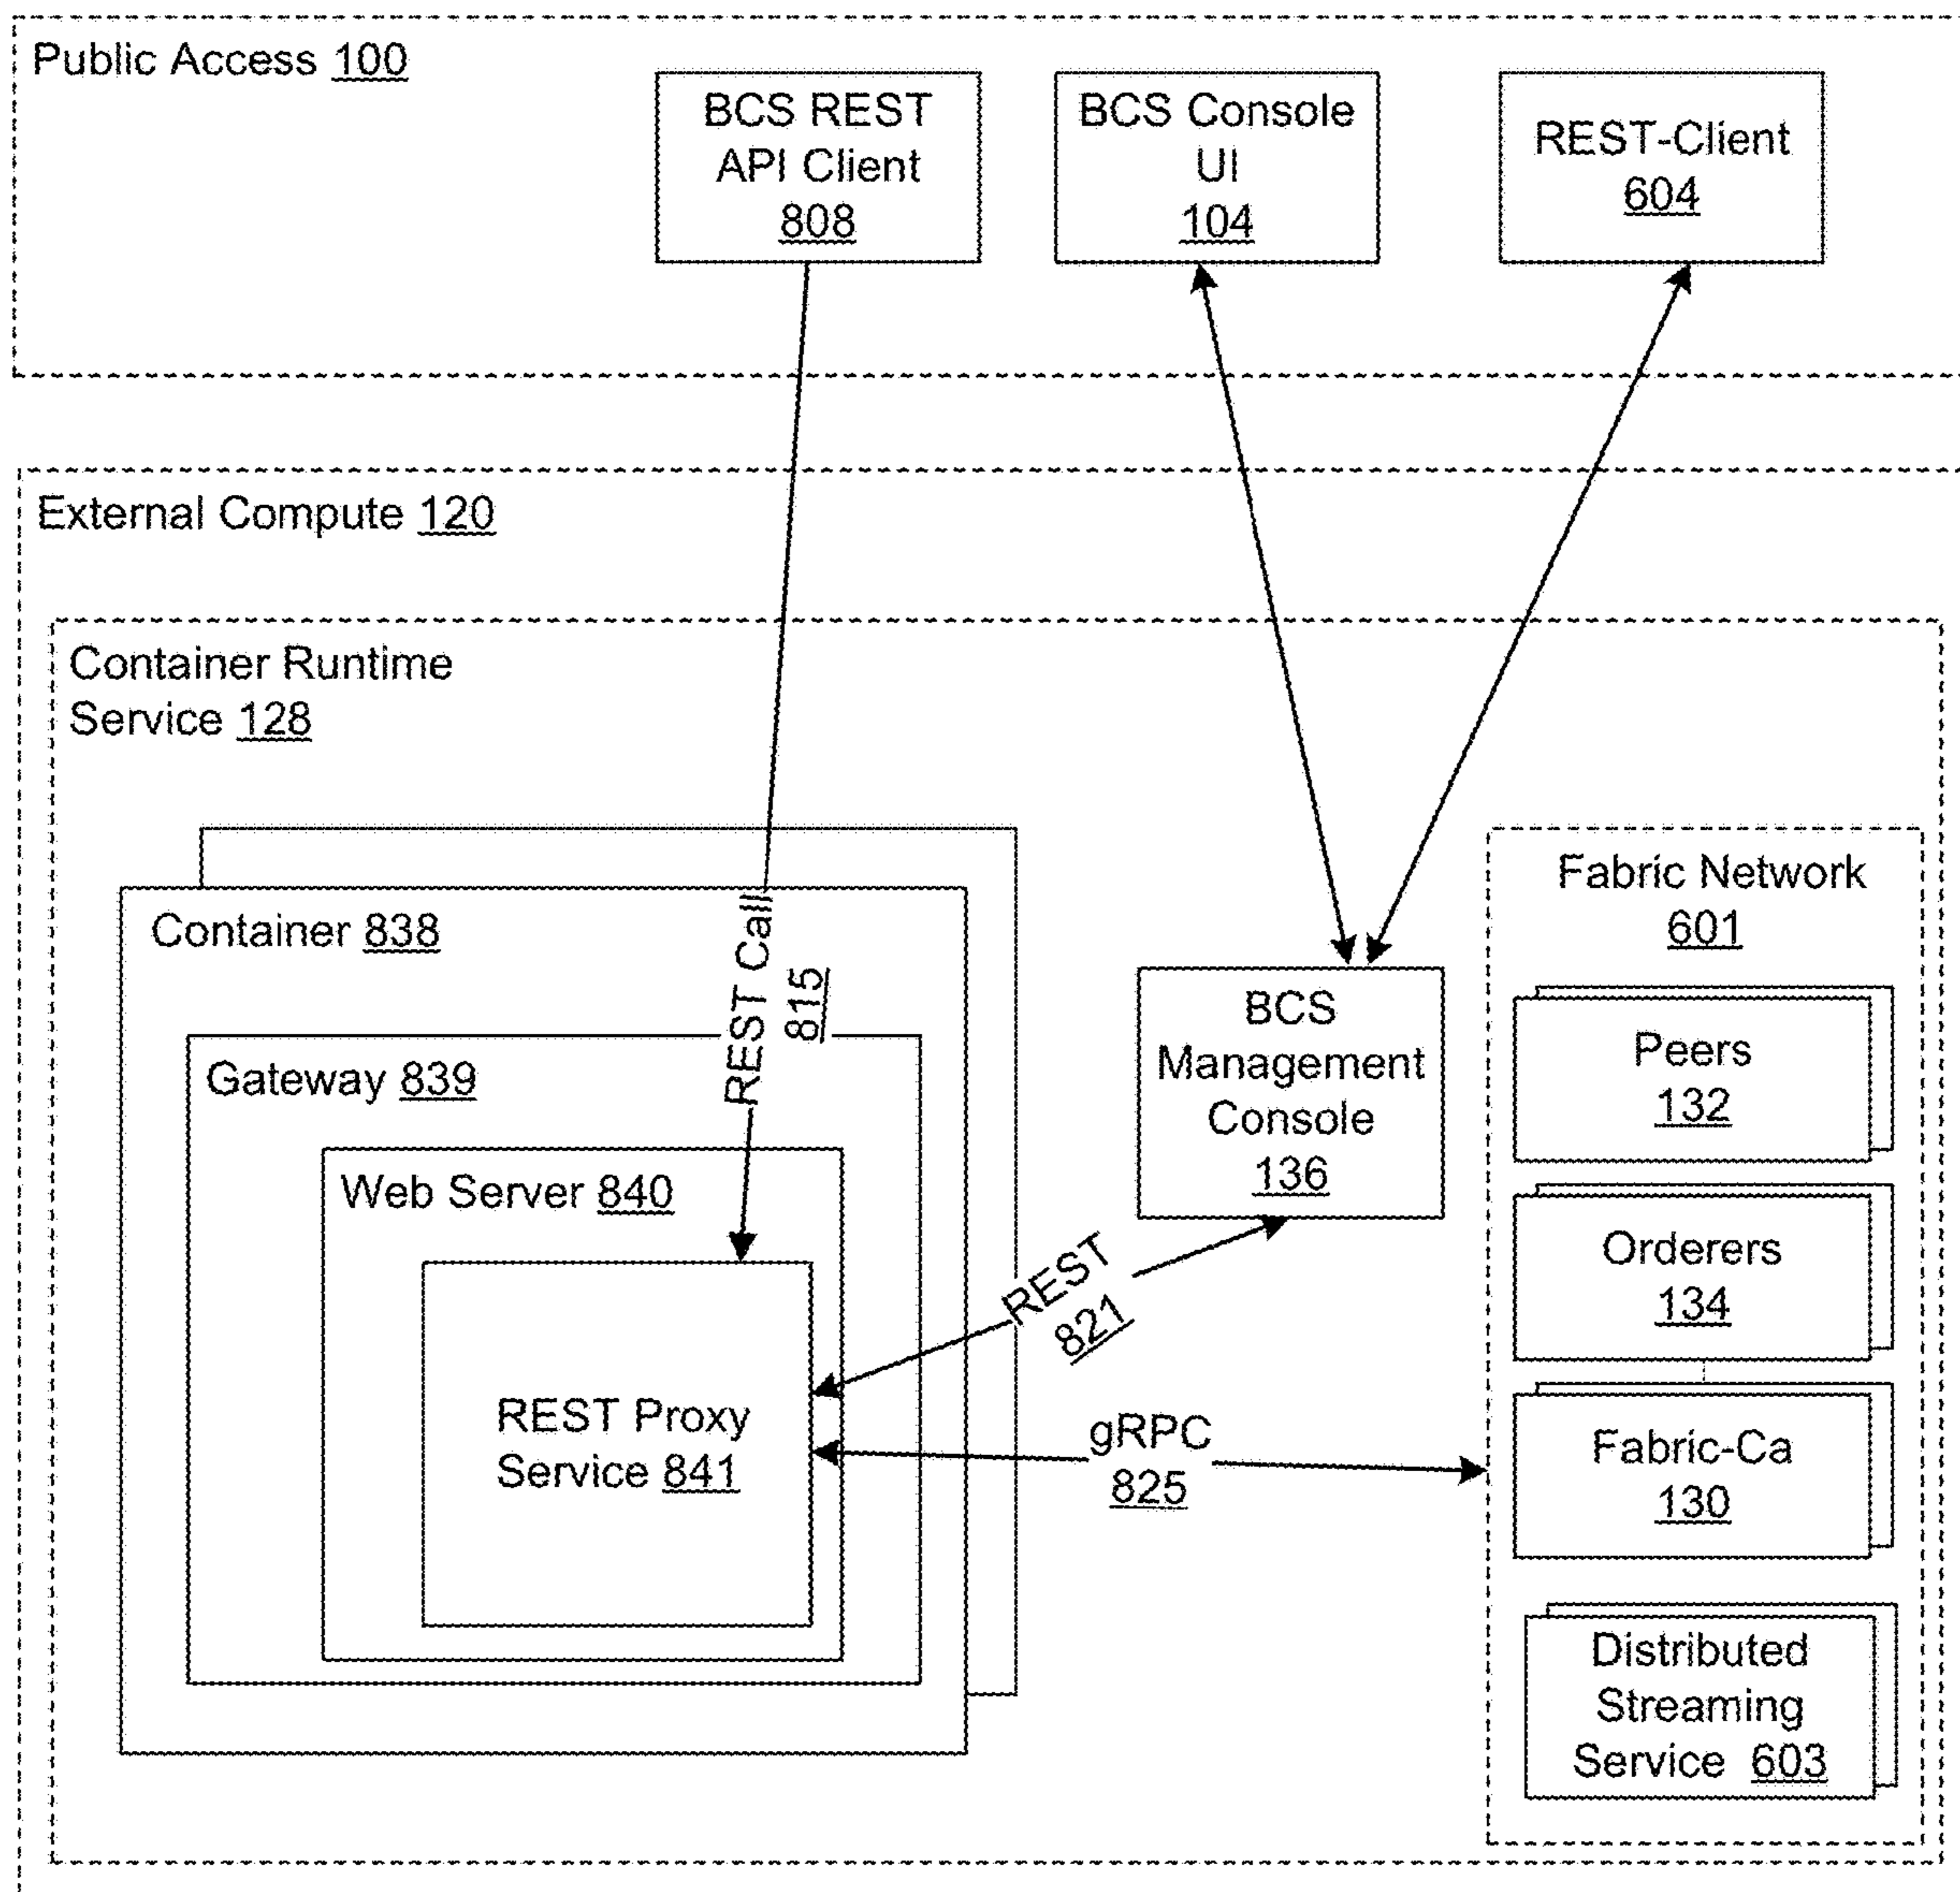 Public Access 100
BCS REST
API Client
808
BCS Console
UI
104
REST-Client
604
External Compute 120
Container Runtime
Service 128
Container 838
REST Call
815
Gateway 839
Web Server 840
REST Proxy
Service 841
BCS
Management
Console
136
REST
821
gRPC
825
Fabric Network
601
Peers
132
Orderers
134
Fabric-Ca
130
Distributed
Streaming
Service 603